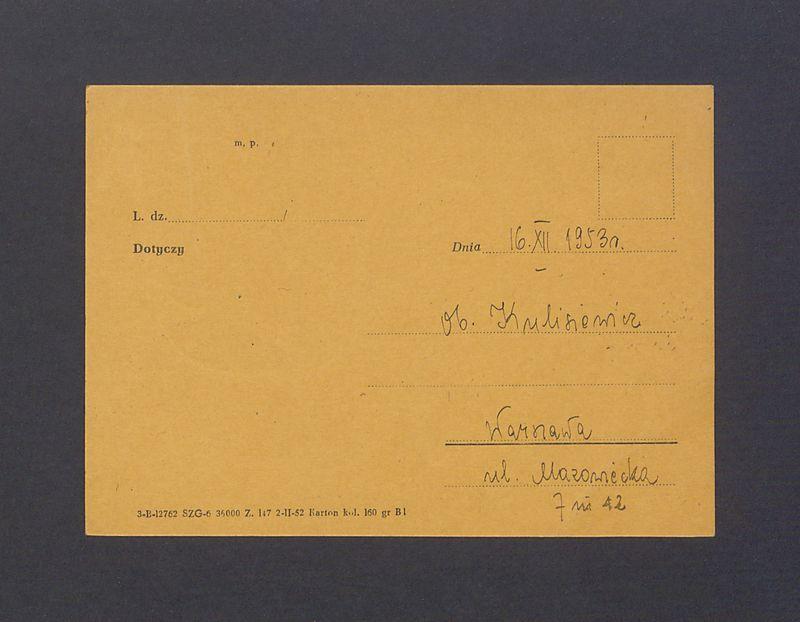 m. p.
L. dz. /
Dotyczy
Dnia 16.XII 1953r.
ob. Kulisiewicz
Warszawa
ul. Mazowiecka
7 m 42
3-B-12762 SZG-6 36000 Z. 147 2-II-52 Karton kol. 160 gr B1